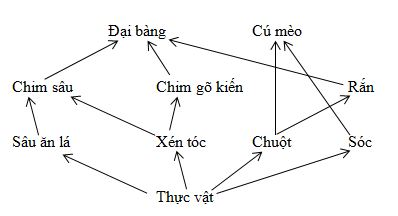 Đại bàng Cú mèo
Chim sâu Chim gõ kiến Rắn
Sâu ăn lá Xén tóc Chuột Sóc
Thực vật